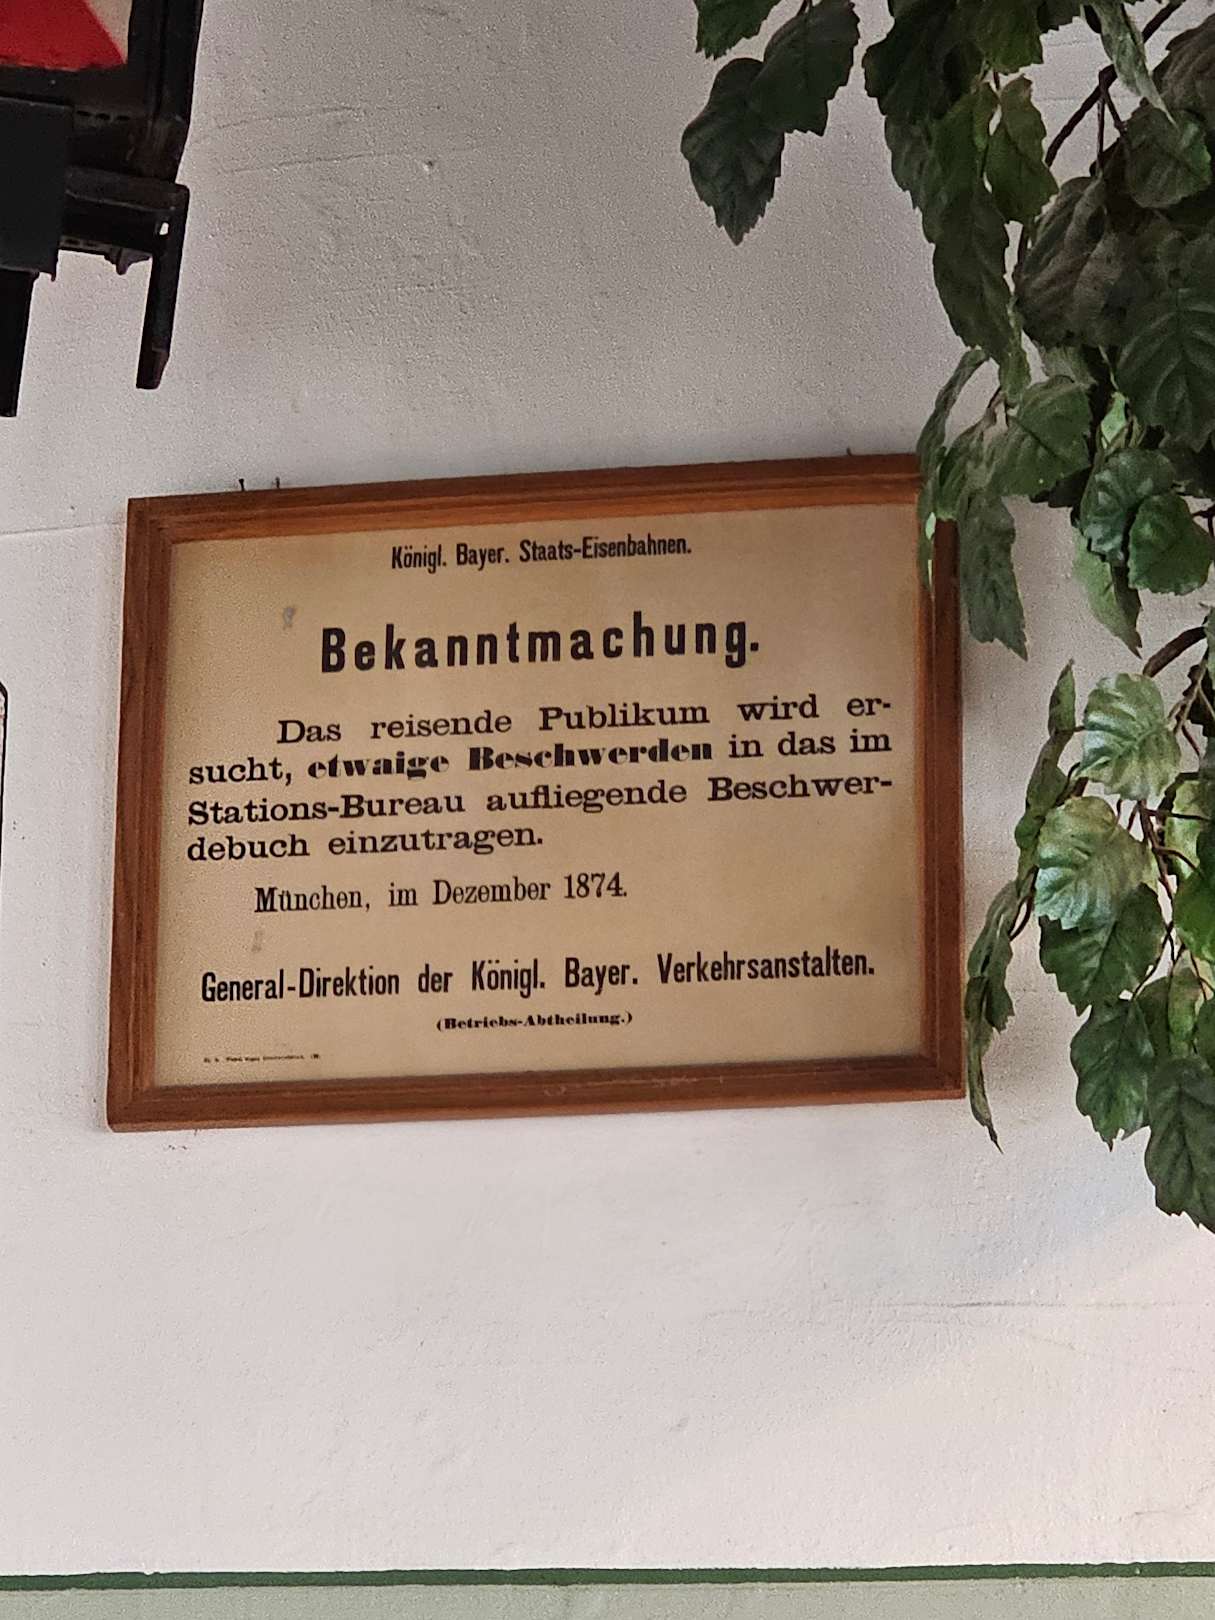 Königl. Bayer. Staats-Eisenbahnen.
Bekanntmachung.
Das reisende Publikum wird er-
sucht, etwaige Beschwerden in das im
Stations-Bureau aufliegende Beschwer-
debuch einzutragen.
München, im Dezember 1874.
General-Direktion der Königl. Bayer. Verkehrsanstalten.
(Betriebs-Abtheilung.)